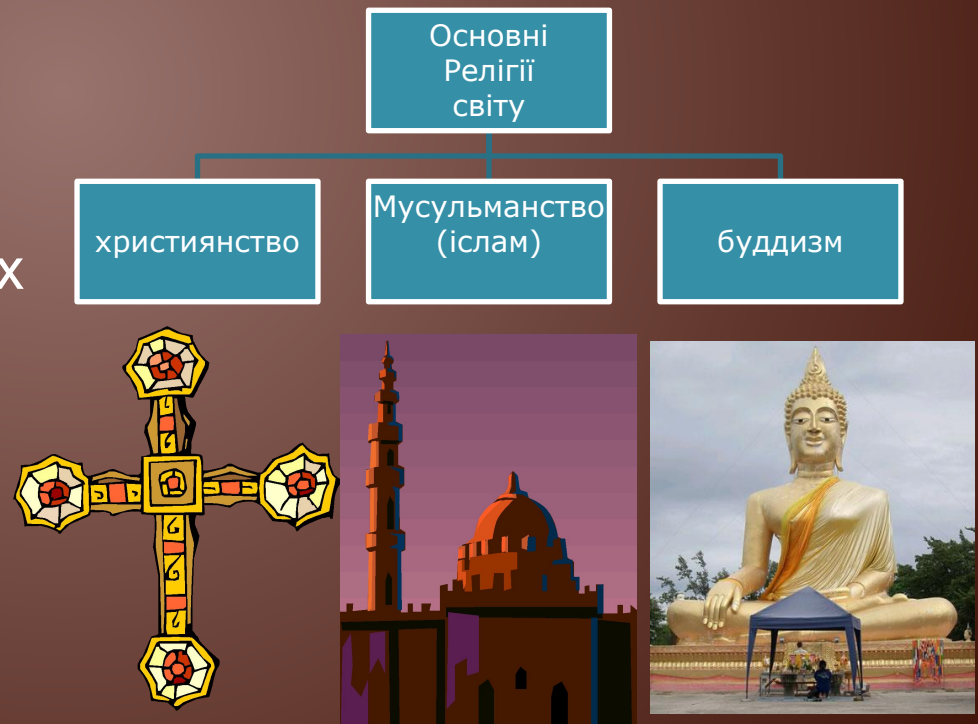 Основні
Релігії
світу
християнство
Мусульманство
(іслам)
буддизм
х